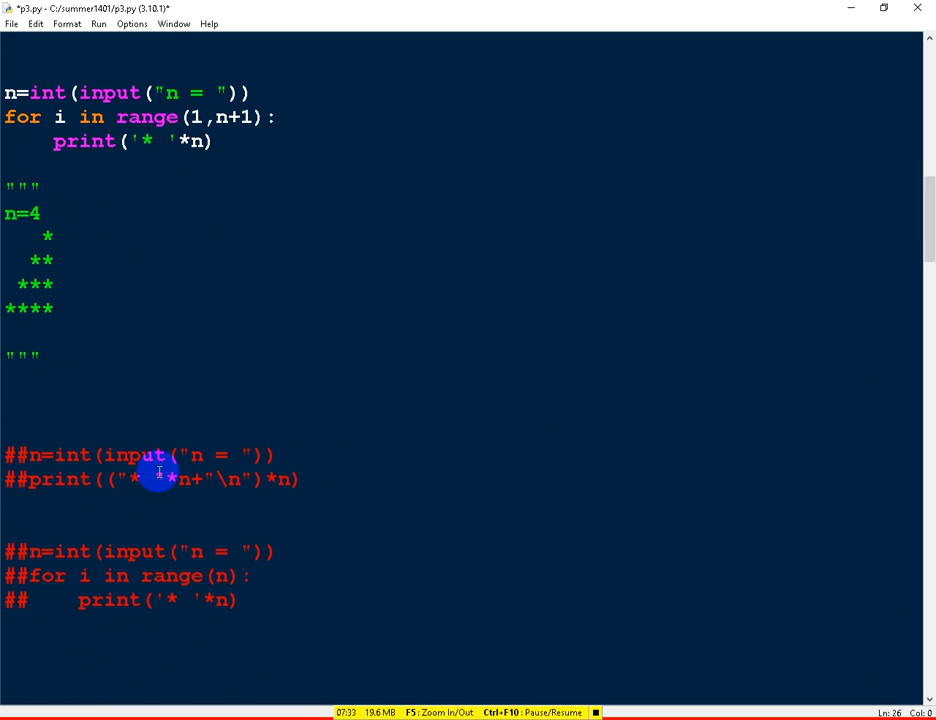 *p3.py - C:/summer1401/p3.py (3.10.1)*
File Edit Format Run Options Window Help
n=int(input("n = "))
for i in range(1,n+1):
    print('* '*n)
"""
n=4
   *
  **
 ***
****
"""
##n=int(input("n = "))
##print(("* "*n+"\n")*n)
##n=int(input("n = "))
##for i in range(n):
##    print('* '*n)
07:33 19.6 MB F5: Zoom In/Out Ctrl+F10: Pause/Resume
Ln: 26 Col: 0